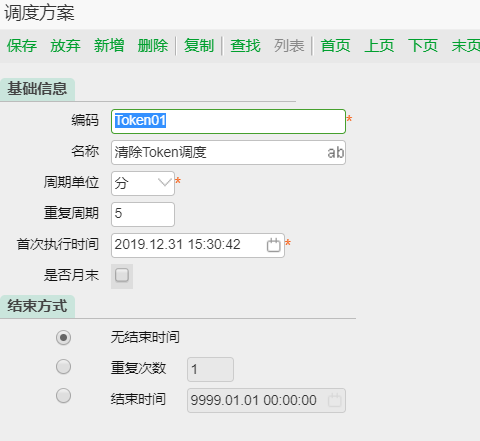 调度方案
保存 放弃 新增 删除 复制 查找 列表 首页 上页 下页 末页
基础信息
编码 Token01 *
名称 清除Token调度 ab
周期单位 分 *
重复周期 5
首次执行时间 2019.12.31 15:30:42 *
是否月末
结束方式
无结束时间
重复次数 1
结束时间 9999.01.01 00:00:00